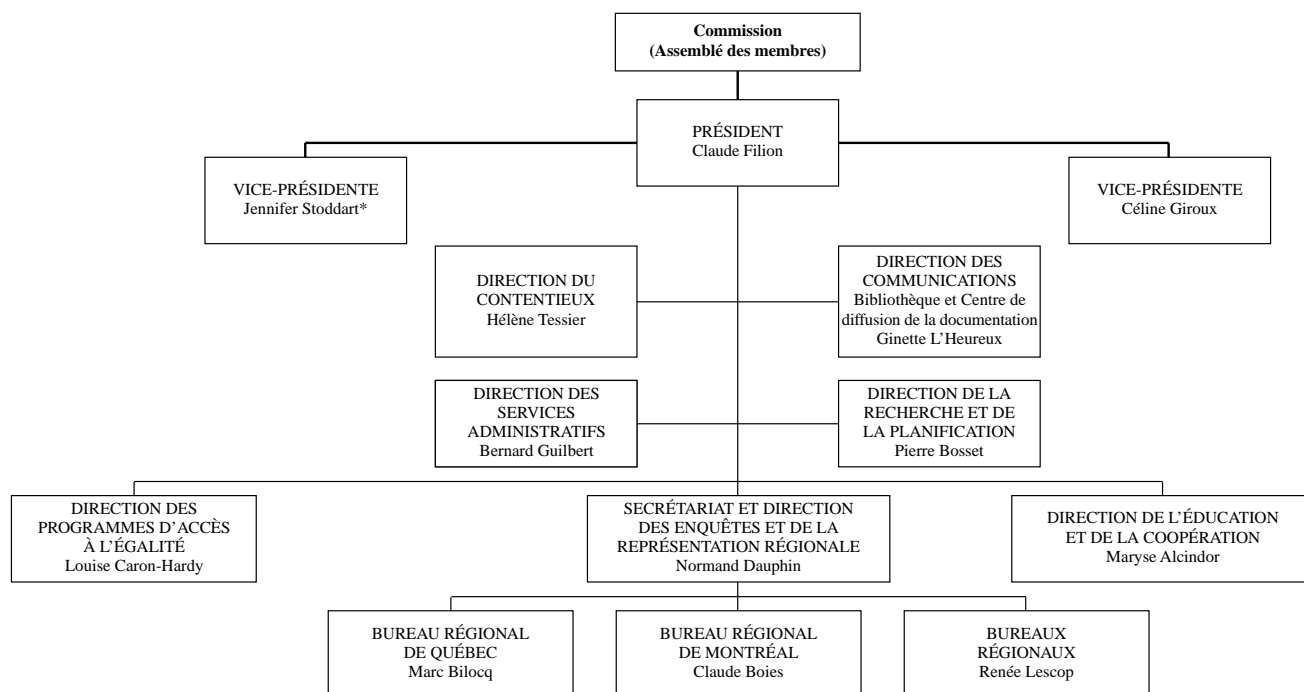 Commission
(Assemblé des membres)
PRÉSIDENT
Claude Filion
VICE-PRÉSIDENTE
Jennifer Stoddart*
VICE-PRÉSIDENTE
Céline Giroux
DIRECTION DU
CONTENTIEUX
Hélène Tessier
DIRECTION DES
COMMUNICATIONS
Bibliothèque et Centre de
diffusion de la documentation
Ginette L’Heureux
DIRECTION DES
SERVICES
ADMINISTRATIFS
Bernard Guilbert
DIRECTION DE LA
RECHERCHE ET DE
LA PLANIFICATION
Pierre Bosset
DIRECTION DES
PROGRAMMES D’ACCÈS
À L’ÉGALITÉ
Louise Caron-Hardy
SECRÉTARIAT ET DIRECTION
DES ENQUÊTES ET DE LA
REPRÉSENTATION RÉGIONALE
Normand Dauphin
DIRECTION DE L’ÉDUCATION
ET DE LA COOPÉRATION
Maryse Alcindor
BUREAU RÉGIONAL
DE QUÉBEC
Marc Bilocq
BUREAU RÉGIONAL
DE MONTRÉAL
Claude Boies
BUREAUX
RÉGIONAUX
Renée Lescop